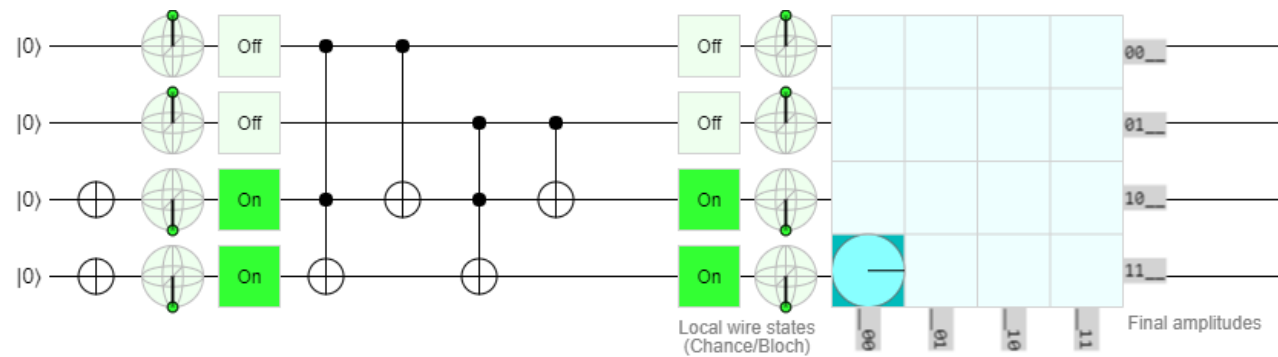 |0⟩ Off Off 00__
|0⟩ Off Off 01__
|0⟩ On On 10__
|0⟩ On On 11__
Local wire states
(Chance/Bloch)
__00 __01 __10 __11
Final amplitudes